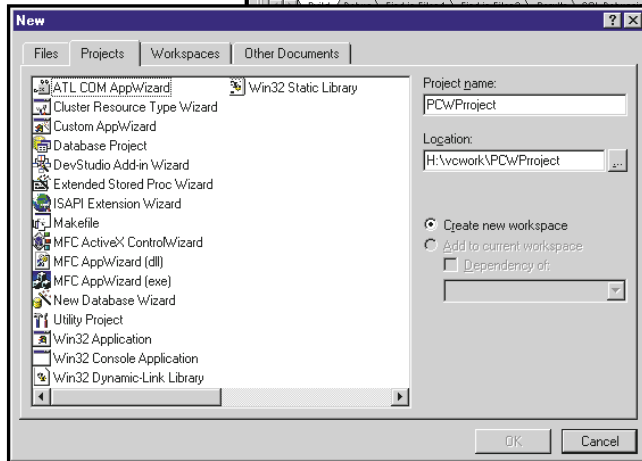 New
Files
Projects
Workspaces
Other Documents
ATL COM AppWizard
Cluster Resource Type Wizard
Custom AppWizard
Database Project
DevStudio Add-in Wizard
Extended Stored Proc Wizard
ISAPI Extension Wizard
Makefile
MFC ActiveX ControlWizard
MFC AppWizard (dll)
MFC AppWizard (exe)
New Database Wizard
Utility Project
Win32 Application
Win32 Console Application
Win32 Dynamic-Link Library
Win32 Static Library
Project name:
PCWPrroject
Location:
H:\vcwork\PCWPrroject
...
Create new workspace
Add to current workspace
Dependency of:
OK
Cancel